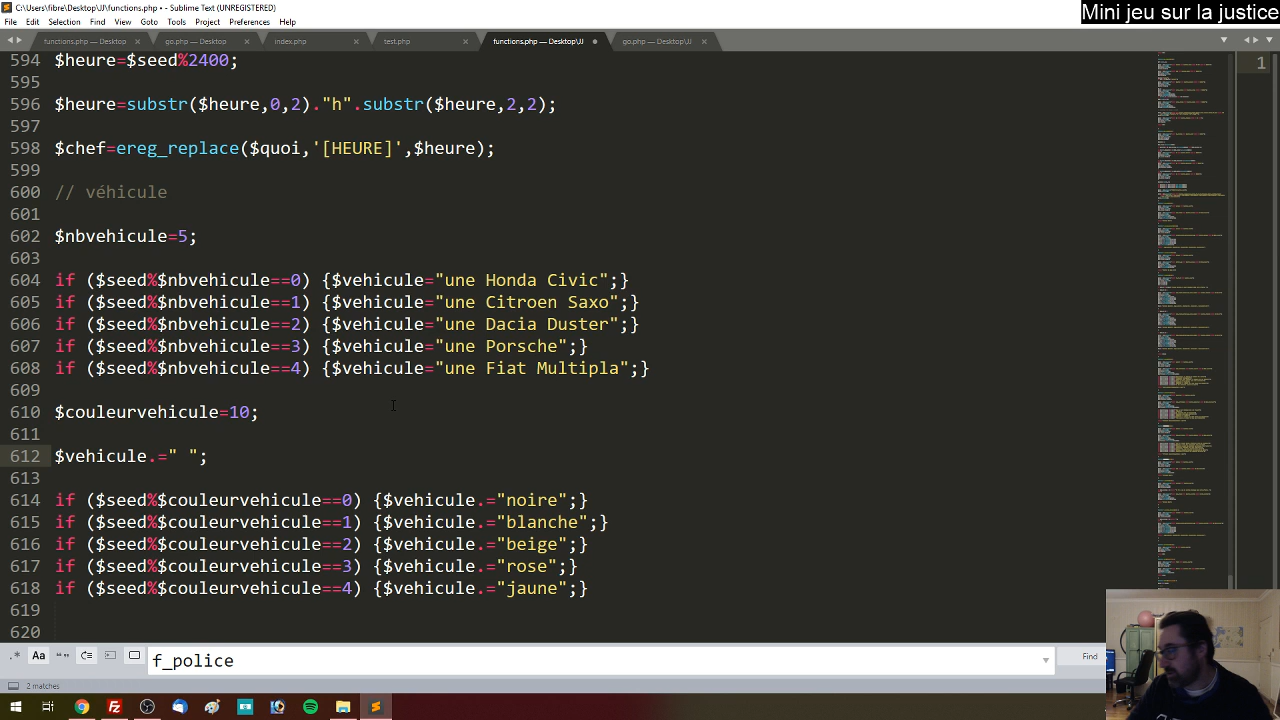 C:\Users\fibre\Desktop\JJ\functions.php • - Sublime Text (UNREGISTERED)
Mini jeu sur la justice
File Edit Selection Find View Goto Tools Project Preferences Help
functions.php — Desktop go.php — Desktop index.php test.php functions.php — Desktop\JJ go.php — Desktop\JJ
594 $heure=$seed%2400;
595
596 $heure=substr($heure,0,2)."h".substr($heure,2,2);
597
598 $chef=ereg_replace($quoi,'[HEURE]',$heure);
599
600 // véhicule
601
602 $nbvehicule=5;
603
604 if ($seed%$nbvehicule==0) {$vehicule="une Honda Civic";}
605 if ($seed%$nbvehicule==1) {$vehicule="une Citroen Saxo";}
606 if ($seed%$nbvehicule==2) {$vehicule="une Dacia Duster";}
607 if ($seed%$nbvehicule==3) {$vehicule="une Porsche";}
608 if ($seed%$nbvehicule==4) {$vehicule="une Fiat Multipla";}
609
610 $couleurvehicule=10;
611
612 $vehicule.=" ";
613
614 if ($seed%$couleurvehicule==0) {$vehicule.="noire";}
615 if ($seed%$couleurvehicule==1) {$vehicule.="blanche";}
616 if ($seed%$couleurvehicule==2) {$vehicule.="beige";}
617 if ($seed%$couleurvehicule==3) {$vehicule.="rose";}
618 if ($seed%$couleurvehicule==4) {$vehicule.="jaune";}
619
620
1
.* Aa “” f_police Find
2 matches